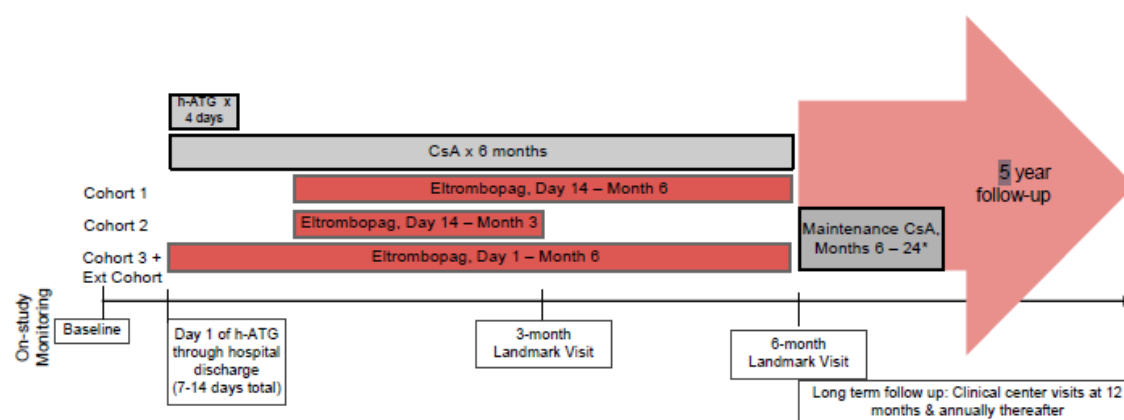 h-ATG x
4 days
CsA x 6 months
5 year
follow-up
Cohort 1
Eltrombopag, Day 14 – Month 6
Cohort 2
Eltrombopag, Day 14 – Month 3
Maintenance CsA,
Months 6 – 24*
Cohort 3 +
Ext Cohort
Eltrombopag, Day 1 – Month 6
On-study
Monitoring
Baseline
Day 1 of h-ATG
through hospital
discharge
(7-14 days total)
3-month
Landmark Visit
6-month
Landmark Visit
Long term follow up: Clinical center visits at 12
months & annually thereafter